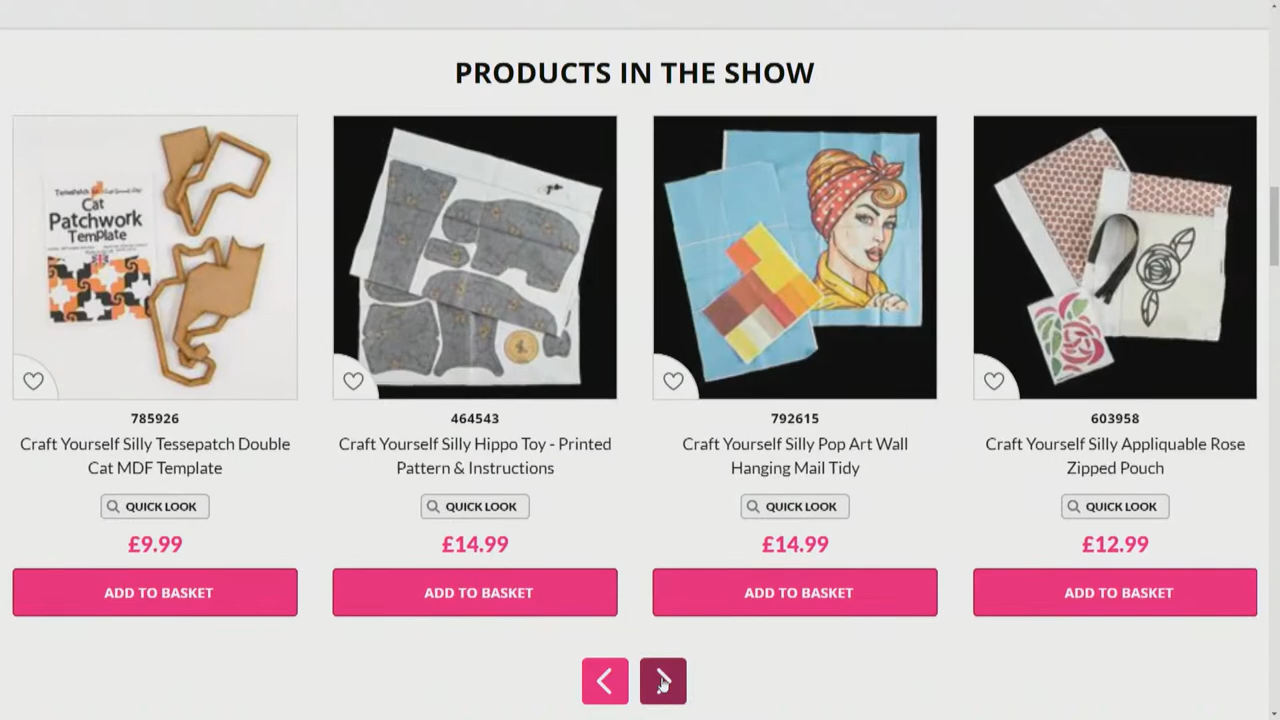 PRODUCTS IN THE SHOW
Cat
Patchwork
Template
785926
Craft Yourself Silly Tessepatch Double
Cat MDF Template
QUICK LOOK
£9.99
ADD TO BASKET
464543
Craft Yourself Silly Hippo Toy - Printed
Pattern & Instructions
QUICK LOOK
£14.99
ADD TO BASKET
792615
Craft Yourself Silly Pop Art Wall
Hanging Mail Tidy
QUICK LOOK
£14.99
ADD TO BASKET
603958
Craft Yourself Silly Appliquable Rose
Zipped Pouch
QUICK LOOK
£12.99
ADD TO BASKET